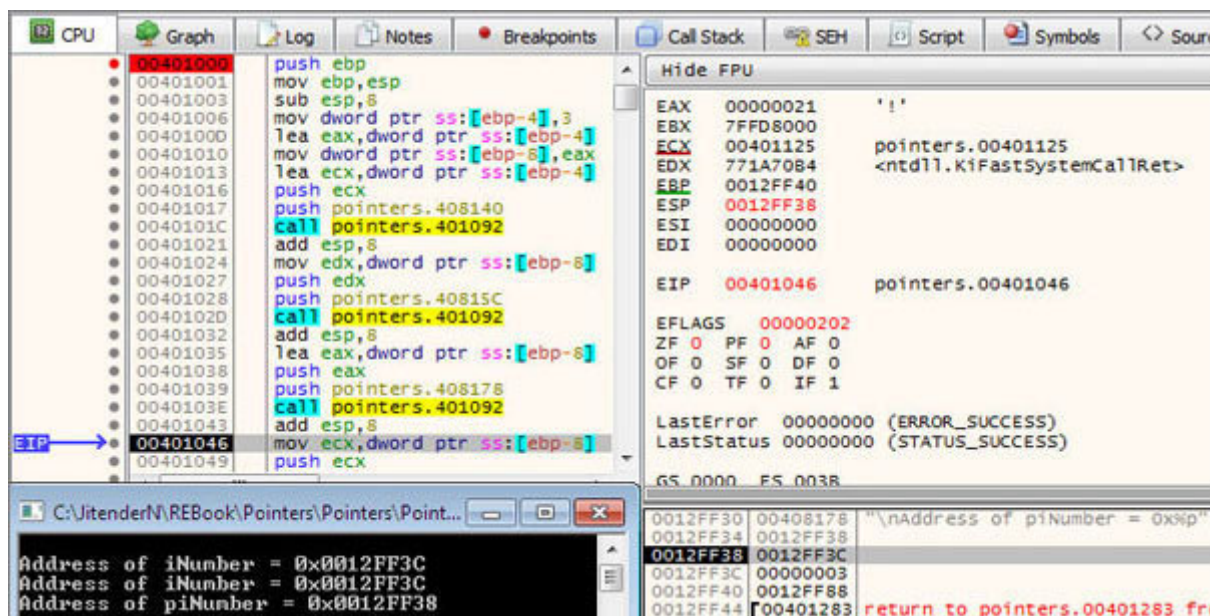 CPU Graph Log Notes Breakpoints Call Stack SEH Script Symbols
00401000 push ebp
00401001 mov ebp,esp
00401003 sub esp,8
00401006 mov dword ptr ss:[ebp-4],3
0040100D lea eax,dword ptr ss:[ebp-4]
00401010 mov dword ptr ss:[ebp-8],eax
00401013 lea ecx,dword ptr ss:[ebp-4]
00401016 push ecx
00401017 push pointers.408140
0040101C call pointers.401092
00401021 add esp,8
00401024 mov edx,dword ptr ss:[ebp-8]
00401027 push edx
00401028 push pointers.40815C
0040102D call pointers.401092
00401032 add esp,8
00401035 lea eax,dword ptr ss:[ebp-8]
00401038 push eax
00401039 push pointers.408178
0040103E call pointers.401092
00401043 add esp,8
EIP 00401046 mov ecx,dword ptr ss:[ebp-8]
00401049 push ecx
Hide FPU
EAX 00000021 '!'
EBX 7FFD8000
ECX 00401125 pointers.00401125
EDX 771A70B4 <ntdll.KiFastSystemCallRet>
EBP 0012FF40
ESP 0012FF38
ESI 00000000
EDI 00000000
EIP 00401046 pointers.00401046
EFLAGS 00000202
ZF 0 PF 0 AF 0
OF 0 SF 0 DF 0
CF 0 TF 0 IF 1
LastError 00000000 (ERROR_SUCCESS)
LastStatus 00000000 (STATUS_SUCCESS)
GS 0000 FS 003B
C:\JitenderN\REBook\Pointers\Pointers\Point...
Address of iNumber = 0x0012FF3C
Address of iNumber = 0x0012FF3C
Address of piNumber = 0x0012FF38
0012FF30 00408178 "\nAddress of piNumber = 0x%p"
0012FF34 0012FF38
0012FF38 0012FF3C
0012FF3C 00000003
0012FF40 0012FF88
0012FF44 00401283 return to pointers.00401283